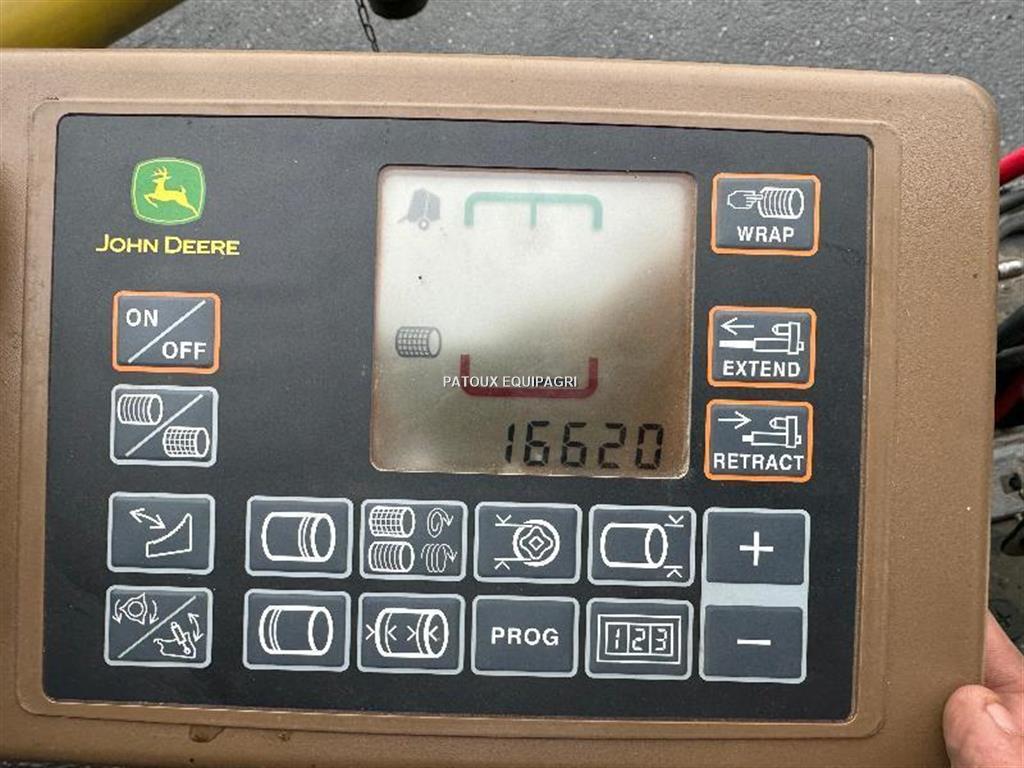 JOHN DEERE
WRAP
ON
OFF
EXTEND
PATOUX EQUIPAGRI
16620
RETRACT
+
PROG
123
−